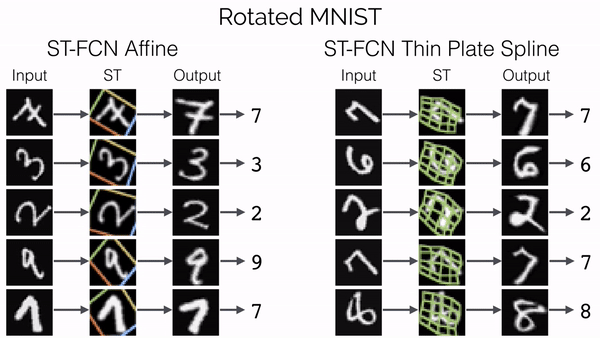 Rotated MNIST
ST-FCN Affine
ST-FCN Thin Plate Spline
Input ST Output
Input ST Output
7 7
3 6
2 2
9 7
7 8